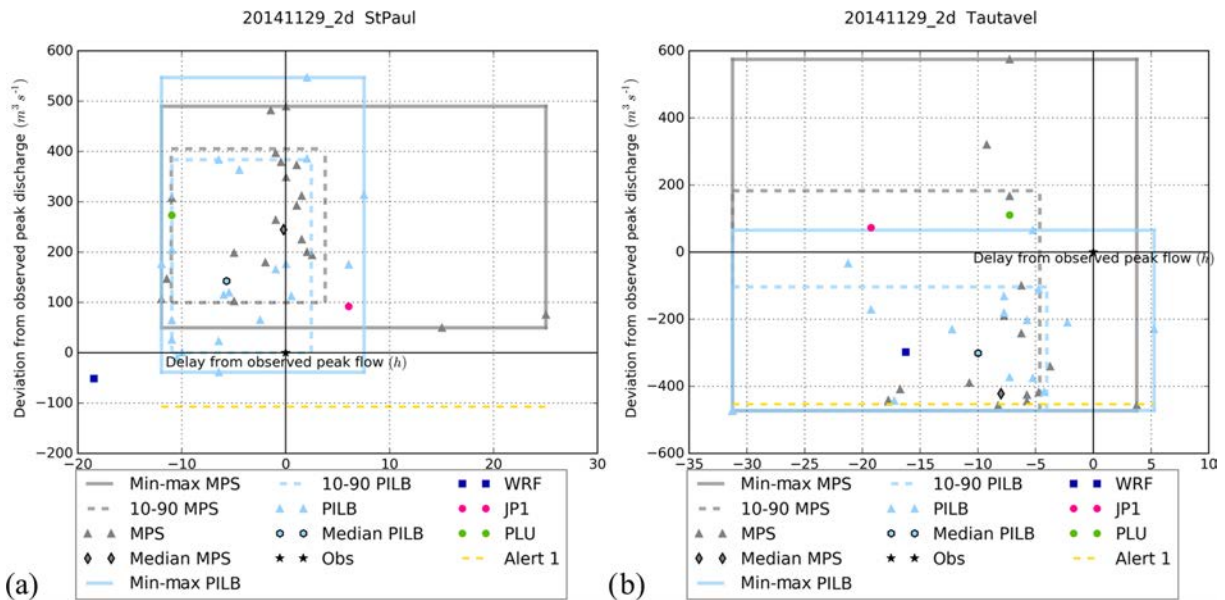 20141129_2d StPaul
Deviation from observed peak discharge (m³ s⁻¹)
600
500
400
300
200
100
0
−100
−200
Delay from observed peak flow (h)
−20 −10 0 10 20 30
Min-max MPS
10-90 MPS
MPS
Median MPS
Min-max PILB
10-90 PILB
PILB
Median PILB
Obs
WRF
JP1
PLU
Alert 1
(a)
20141129_2d Tautavel
Deviation from observed peak discharge (m³ s⁻¹)
600
400
200
0
−200
−400
−600
Delay from observed peak flow (h)
−35 −30 −25 −20 −15 −10 −5 0 5 10
Min-max MPS
10-90 MPS
MPS
Median MPS
Min-max PILB
10-90 PILB
PILB
Median PILB
Obs
WRF
JP1
PLU
Alert 1
(b)